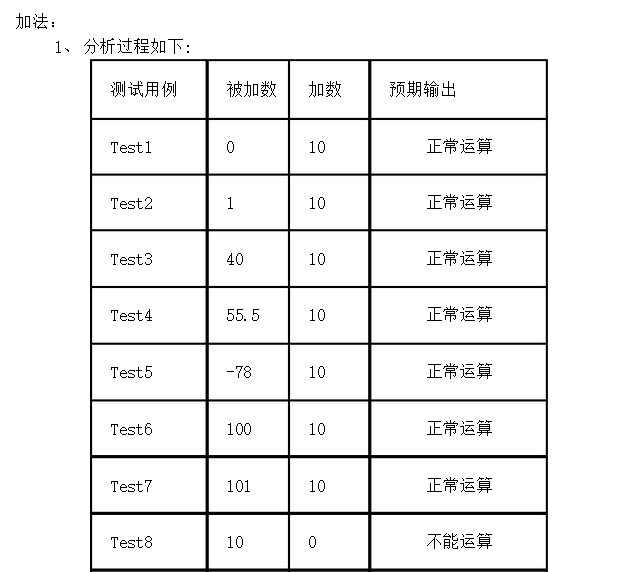 加法：
1、 分析过程如下：
测试用例 被加数 加数 预期输出
Test1 0 10 正常运算
Test2 1 10 正常运算
Test3 40 10 正常运算
Test4 55.5 10 正常运算
Test5 -78 10 正常运算
Test6 100 10 正常运算
Test7 101 10 正常运算
Test8 10 0 不能运算